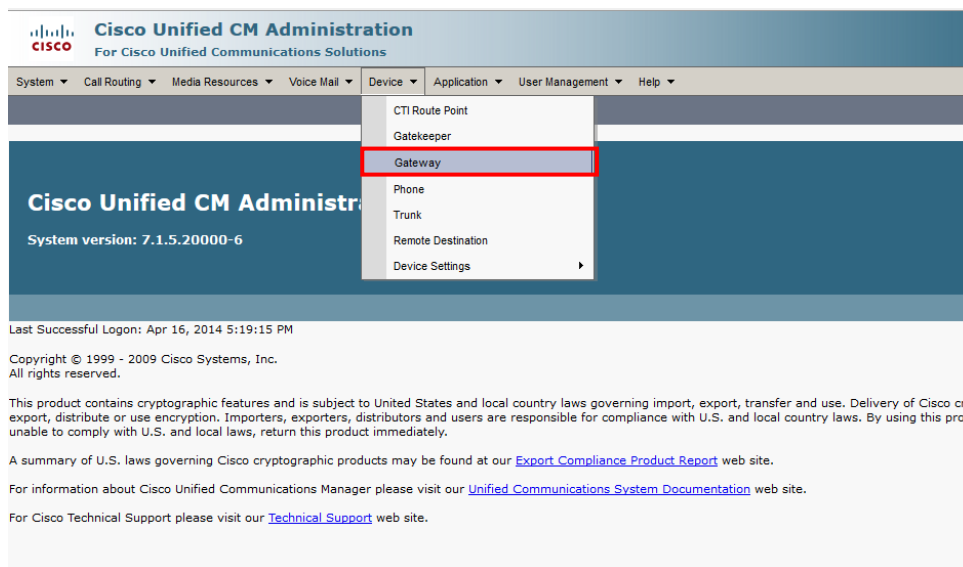 CISCO
Cisco Unified CM Administration
For Cisco Unified Communications Solutions
System Call Routing Media Resources Voice Mail Device Application User Management Help
CTI Route Point
Gatekeeper
Gateway
Phone
Trunk
Remote Destination
Device Settings
Cisco Unified CM Administra
System version: 7.1.5.20000-6
Last Successful Logon: Apr 16, 2014 5:19:15 PM
Copyright © 1999 - 2009 Cisco Systems, Inc.
All rights reserved.
This product contains cryptographic features and is subject to United States and local country laws governing import, export, transfer and use. Delivery of Cisco
export, distribute or use encryption. Importers, exporters, distributors and users are responsible for compliance with U.S. and local country laws. By using this
unable to comply with U.S. and local laws, return this product immediately.
A summary of U.S. laws governing Cisco cryptographic products may be found at our Export Compliance Product Report web site.
For information about Cisco Unified Communications Manager please visit our Unified Communications System Documentation web site.
For Cisco Technical Support please visit our Technical Support web site.